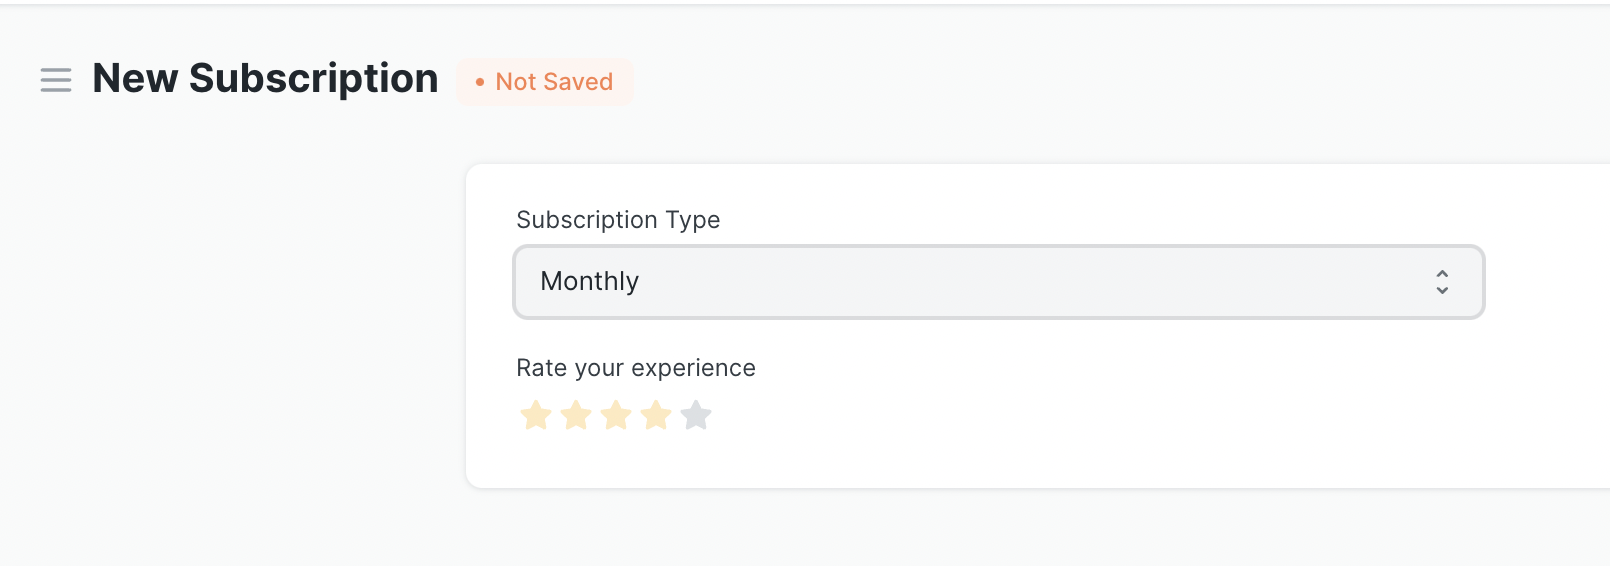 New Subscription
Not Saved
Subscription Type
Monthly
Rate your experience